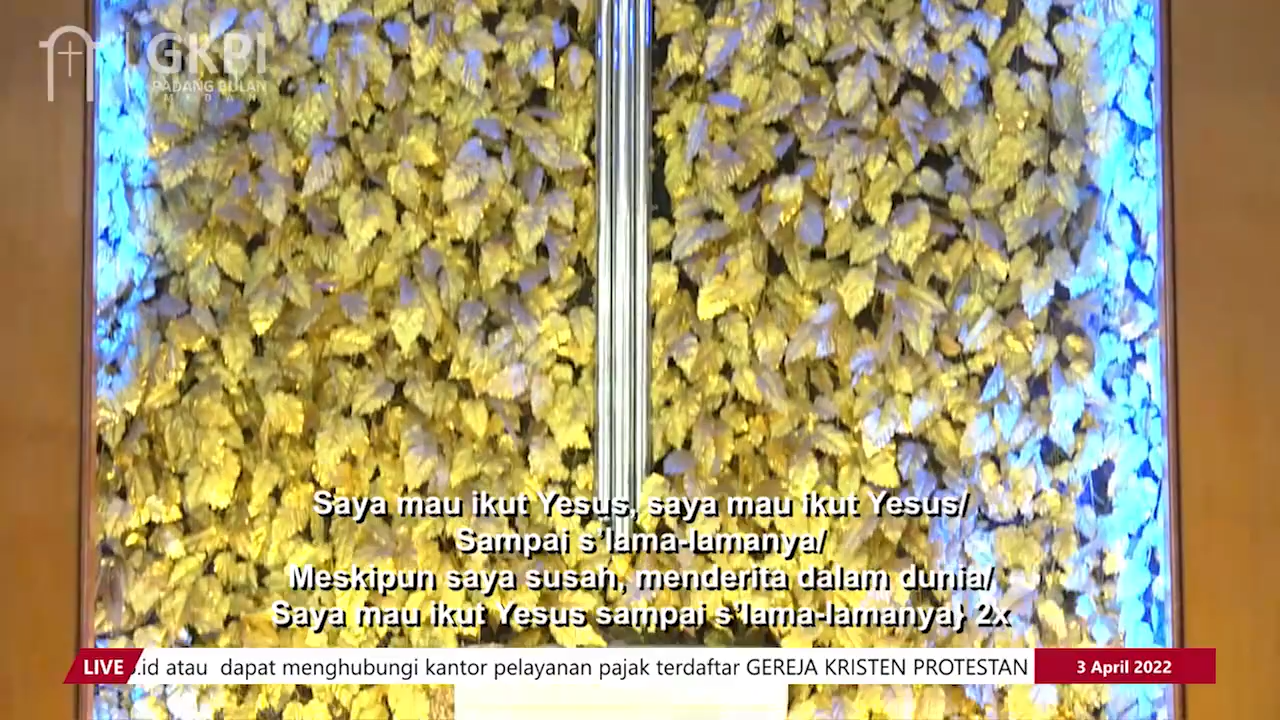 GKPI
PADANG BULAN
MEDAN
Saya mau ikut Yesus, saya mau ikut Yesus/
Sampai s'lama-lamanya/
Meskipun saya susah, menderita dalam dunia/
Saya mau ikut Yesus sampai s'lama-lamanya} 2x
LIVE
.id atau dapat menghubungi kantor pelayanan pajak terdaftar GEREJA KRISTEN PROTESTAN
3 April 2022